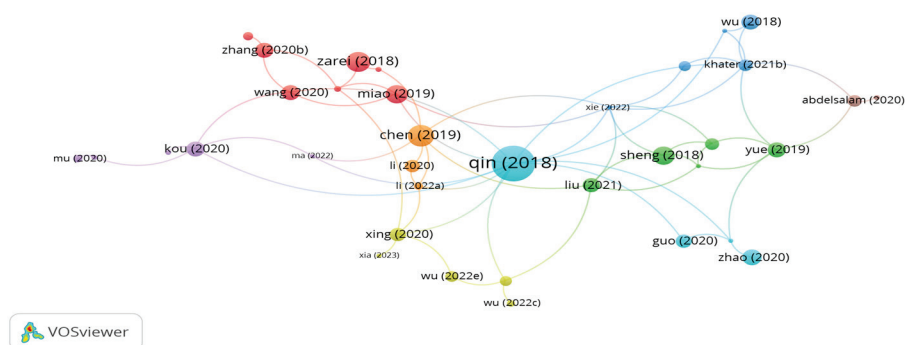 wu (2018)
zhang (2020b)
zarei (2018)
khater (2021b)
wang (2020)
miao (2019)
abdelsalam (2020)
xie (2022)
chen (2019)
kou (2020)
mu (2020)
ma (2022)
li (2020)
qin (2018)
sheng (2018)
yue (2019)
li (2022a)
liu (2021)
xing (2020)
guo (2020)
xia (2023)
zhao (2020)
wu (2022e)
wu (2022c)
VOSviewer